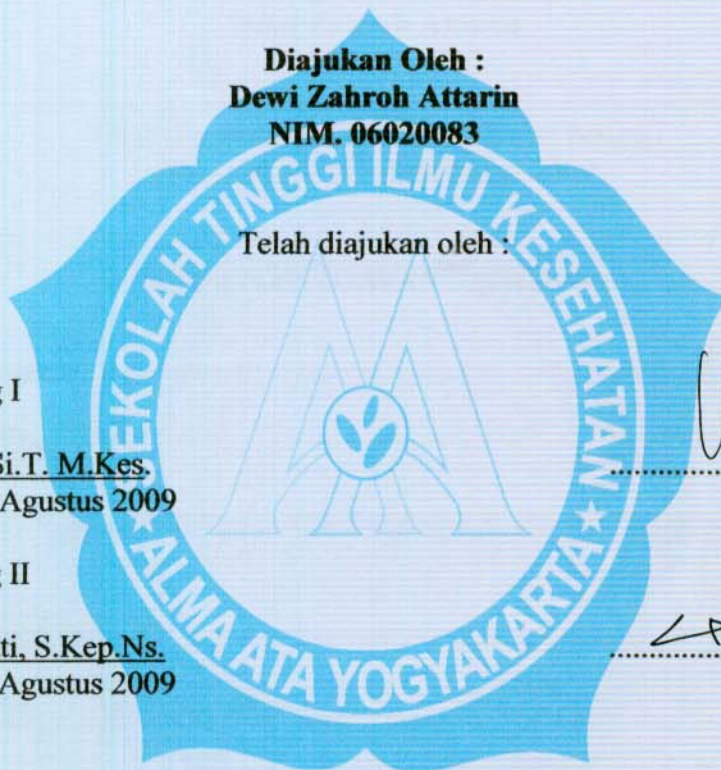 Diajukan Oleh :
Dewi Zahroh Attarin
NIM. 06020083
SEKOLAH TINGGI ILMU KESEHATAN
Telah diajukan oleh :
g I
Si.T. M.Kes.
Agustus 2009
g II
ti, S.Kep.Ns.
Agustus 2009
★ ALMA ATA YOGYAKARTA ★